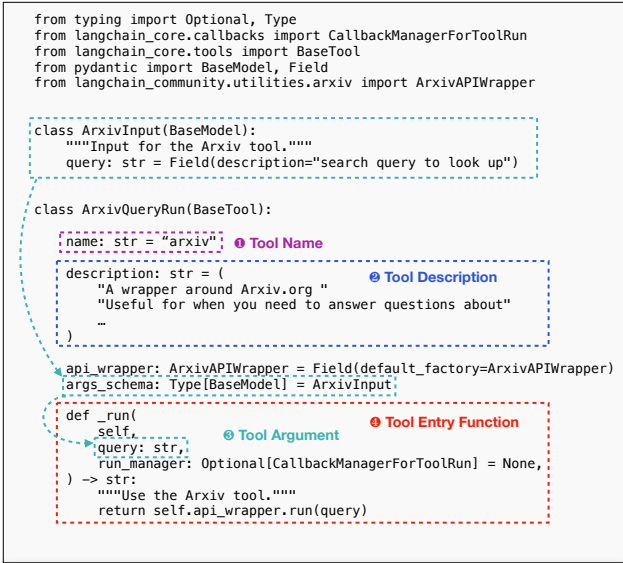 from typing import Optional, Type
from langchain_core.callbacks import CallbackManagerForToolRun
from langchain_core.tools import BaseTool
from pydantic import BaseModel, Field
from langchain_community.utilities.arxiv import ArxivAPIWrapper
class ArxivInput(BaseModel):
    """Input for the Arxiv tool."""
    query: str = Field(description="search query to look up")
class ArxivQueryRun(BaseTool):
    name: str = “arxiv" ❶ Tool Name
    description: str = ( ❷ Tool Description
        "A wrapper around Arxiv.org "
        "Useful for when you need to answer questions about"
        …
    )
    api_wrapper: ArxivAPIWrapper = Field(default_factory=ArxivAPIWrapper)
    args_schema: Type[BaseModel] = ArxivInput
    def _run( ❹ Tool Entry Function
        self, ❸ Tool Argument
        query: str,
        run_manager: Optional[CallbackManagerForToolRun] = None,
    ) -> str:
        """Use the Arxiv tool."""
        return self.api_wrapper.run(query)